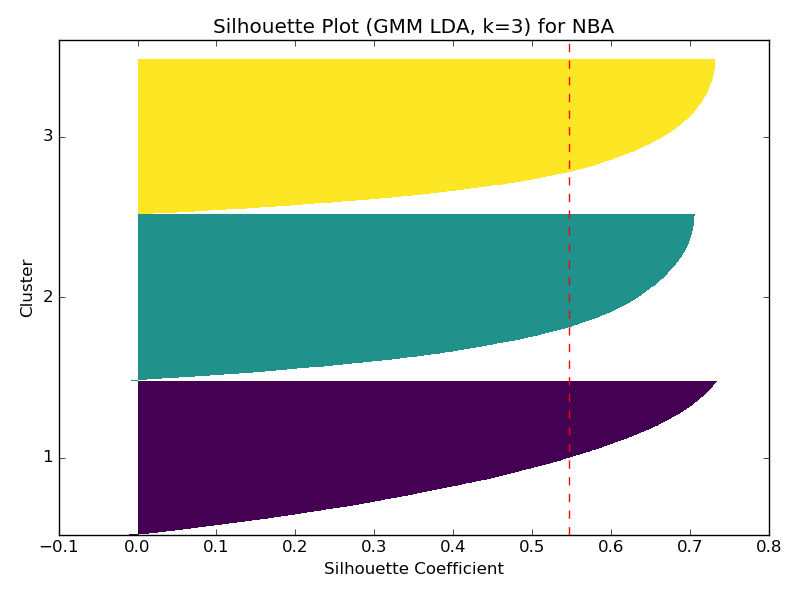 Silhouette Plot (GMM LDA, k=3) for NBA
3
2
1
Cluster
−0.1 0.0 0.1 0.2 0.3 0.4 0.5 0.6 0.7 0.8
Silhouette Coefficient